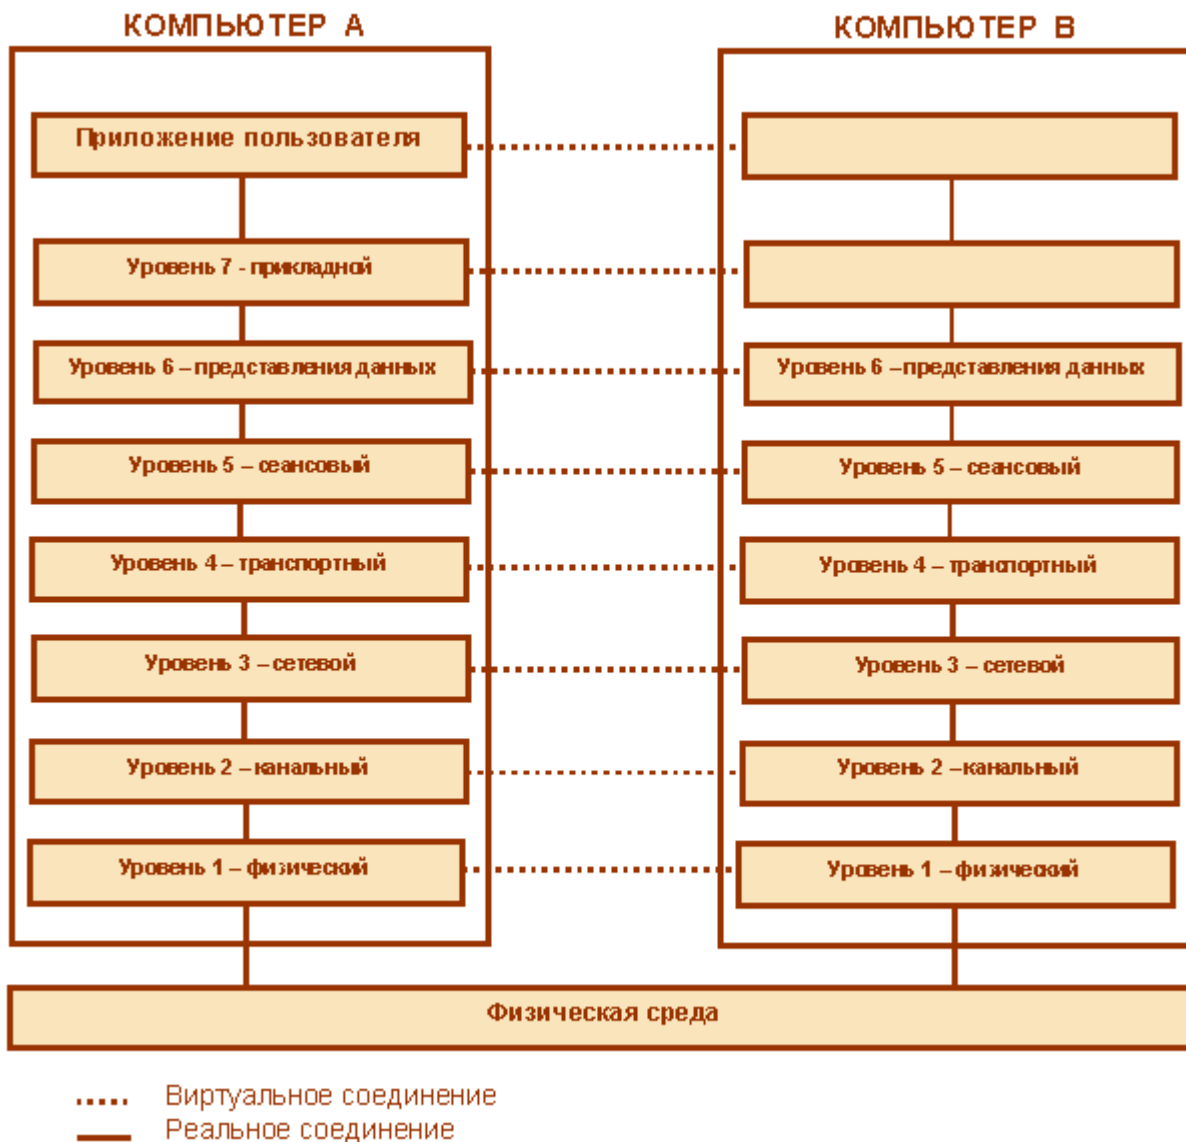 КОМПЬЮТЕР А
КОМПЬЮТЕР В
Приложение пользователя
Уровень 7 - прикладной
Уровень 6 – представления данных
Уровень 6 – представления данных
Уровень 5 – сеансовый
Уровень 5 – сеансовый
Уровень 4 – транспортный
Уровень 4 – транспортный
Уровень 3 – сетевой
Уровень 3 – сетевой
Уровень 2 – канальный
Уровень 2 – канальный
Уровень 1 – физический
Уровень 1 – физический
Физическая среда
Виртуальное соединение
Реальное соединение